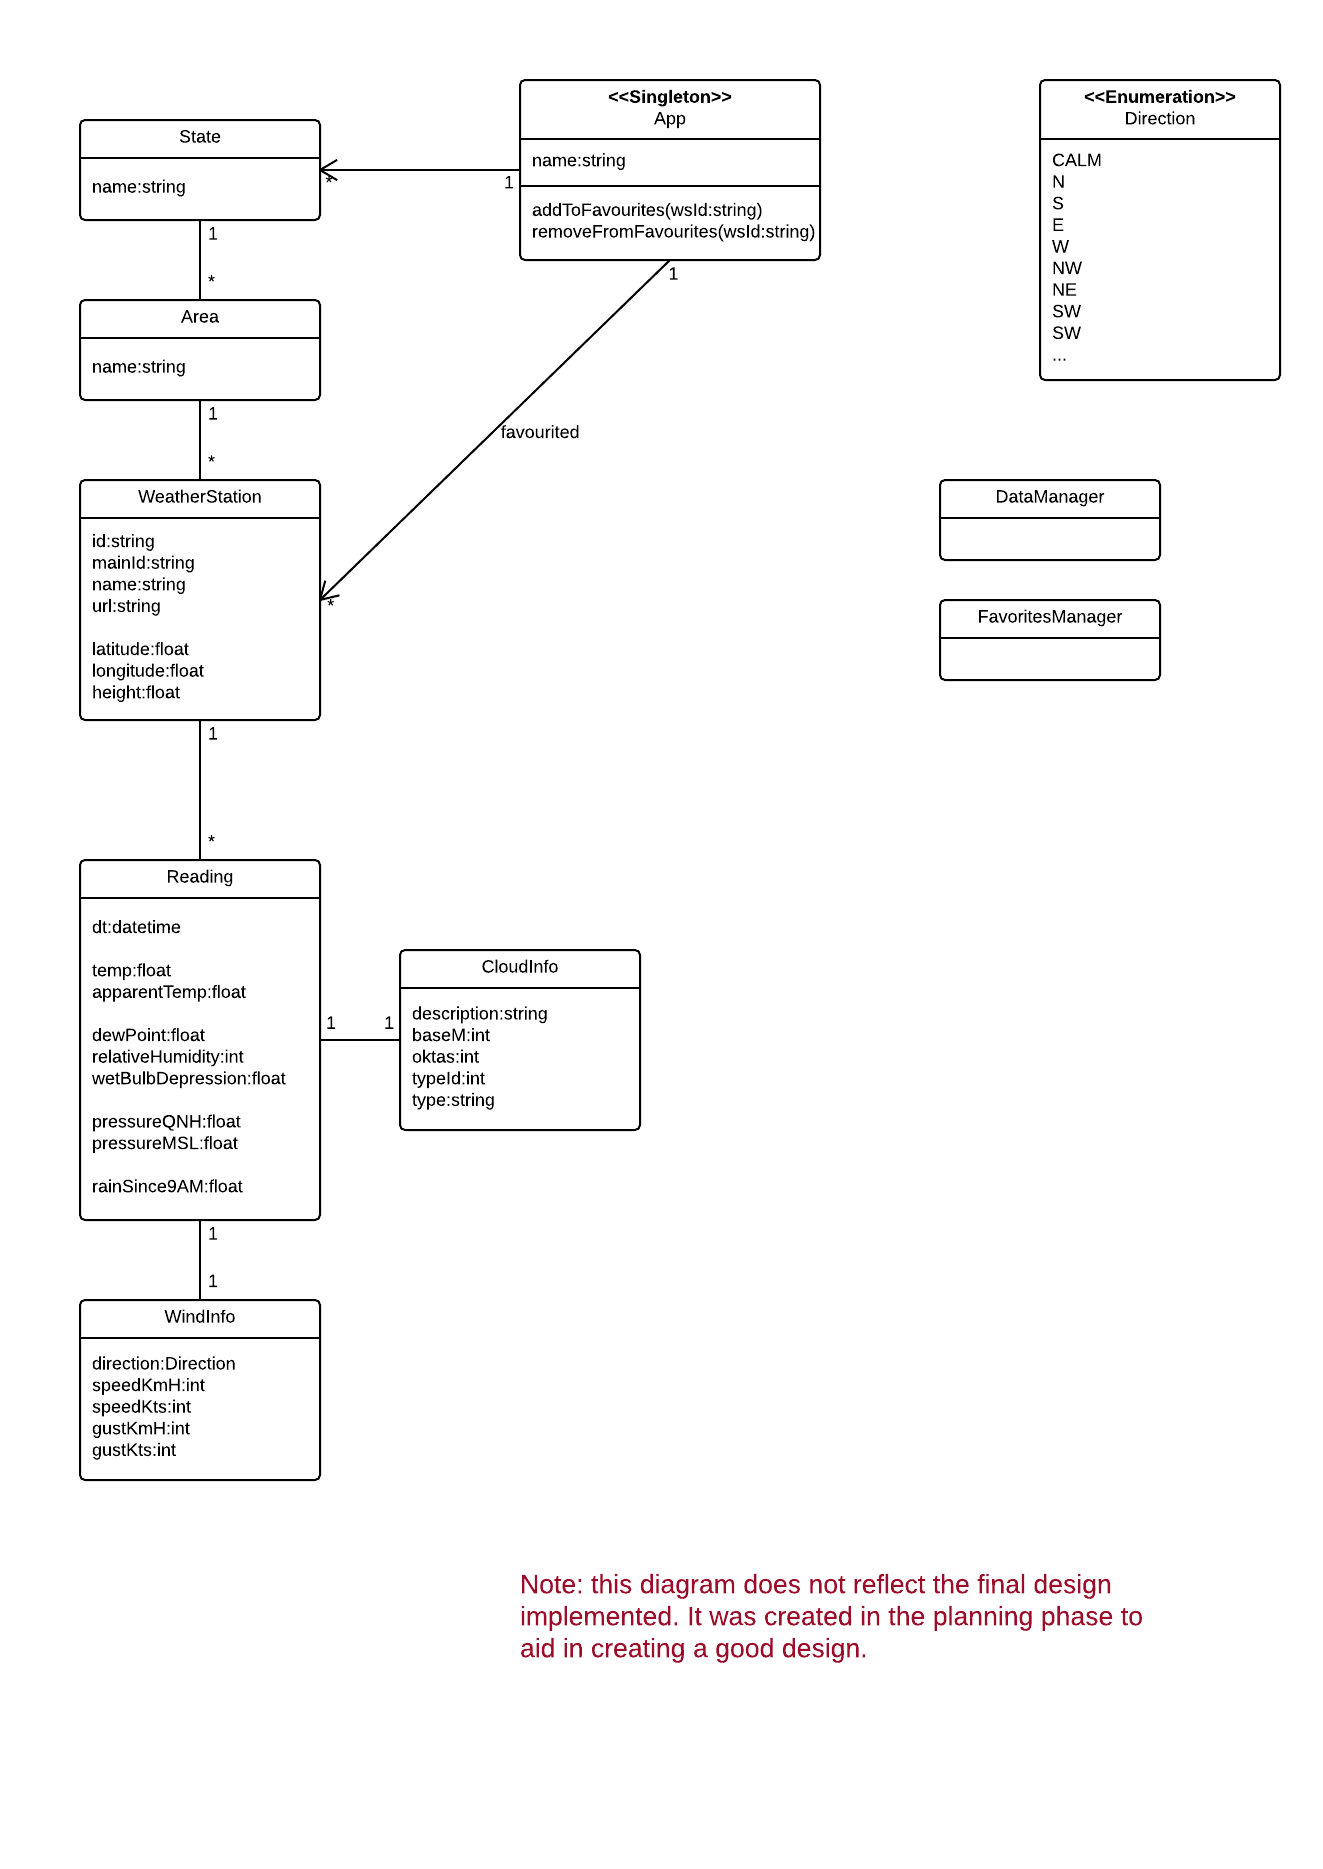 State
name:string
1
*
<<Singleton>>
App
name:string
addToFavourites(wsId:string)
removeFromFavourites(wsId:string)
*
1
1
favourited
*
<<Enumeration>>
Direction
CALM
N
S
E
W
NW
NE
SW
SW
...
Area
name:string
1
*
WeatherStation
id:string
mainId:string
name:string
url:string
latitude:float
longitude:float
height:float
1
*
DataManager
FavoritesManager
Reading
dt:datetime
temp:float
apparentTemp:float
dewPoint:float
relativeHumidity:int
wetBulbDepression:float
pressureQNH:float
pressureMSL:float
rainSince9AM:float
1
1
CloudInfo
description:string
baseM:int
oktas:int
typeId:int
type:string
1
1
WindInfo
direction:Direction
speedKmH:int
speedKts:int
gustKmH:int
gustKts:int
Note: this diagram does not reflect the final design
implemented. It was created in the planning phase to
aid in creating a good design.